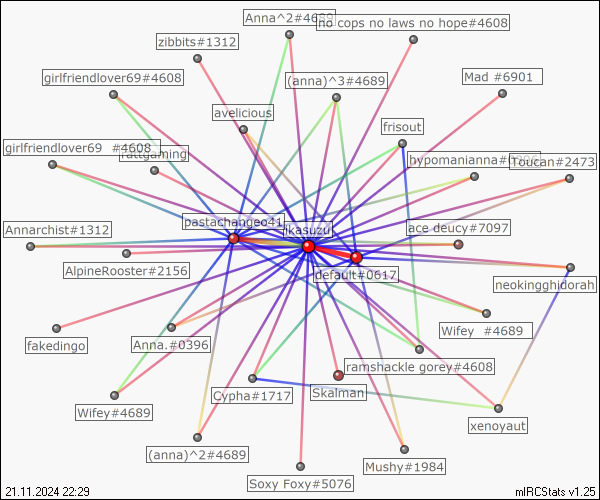 Anna^2#4689
no cops no laws no hope#4608
zibbits#1312
girlfriendlover69#4608
(anna)^3#4689
Mad #6901
avelicious
frisout
girlfriendlover69 #4608
rattgaming
hypomanianna#0396
Toucan#2473
pastachangeo41
ikasuzu
ace deucy#7097
Annarchist#1312
AlpineRooster#2156
default#0617
neokingghidorah
fakedingo
Anna.#0396
Wifey #4689
ramshackle gorey#4608
Wifey#4689
Cypha#1717
Skalman
xenoyaut
(anna)^2#4689
Mushy#1984
Soxy Foxy#5076
21.11.2024 22:29
mIRCStats v1.25